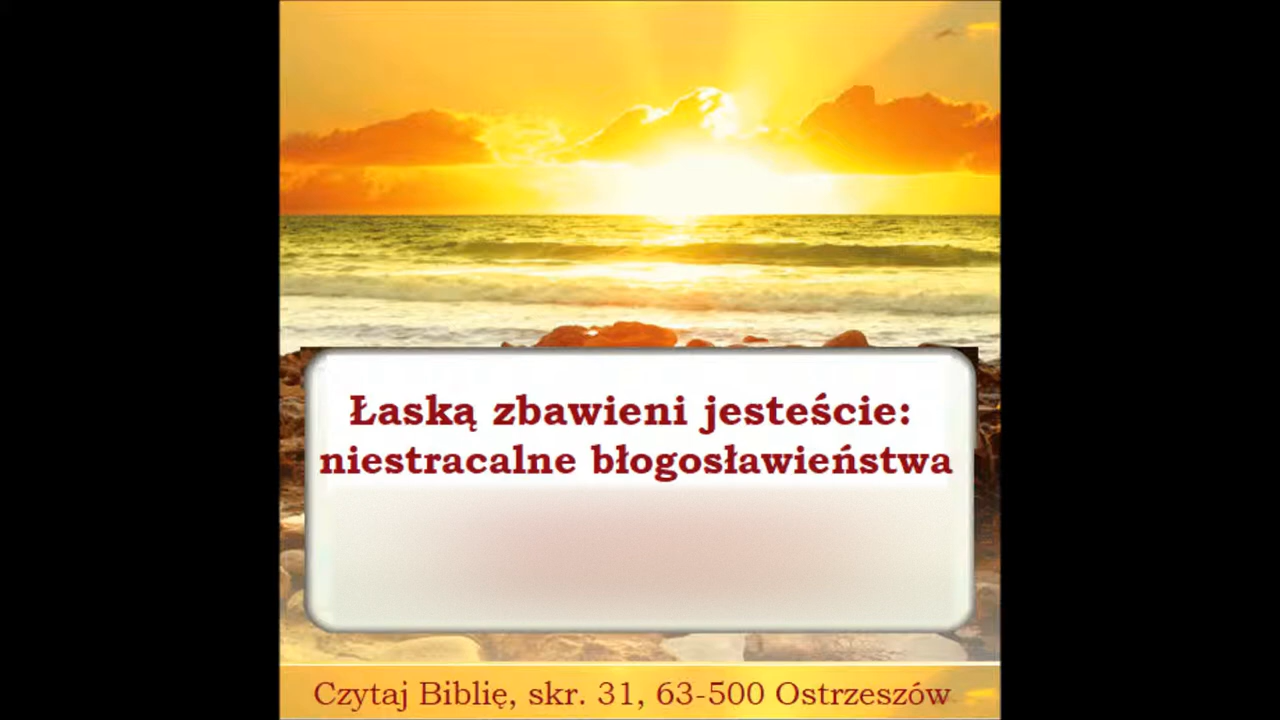 Łaską zbawieni jesteście:
niestracalne błogosławieństwa
Czytaj Biblię, skr. 31, 63-500 Ostrzeszów